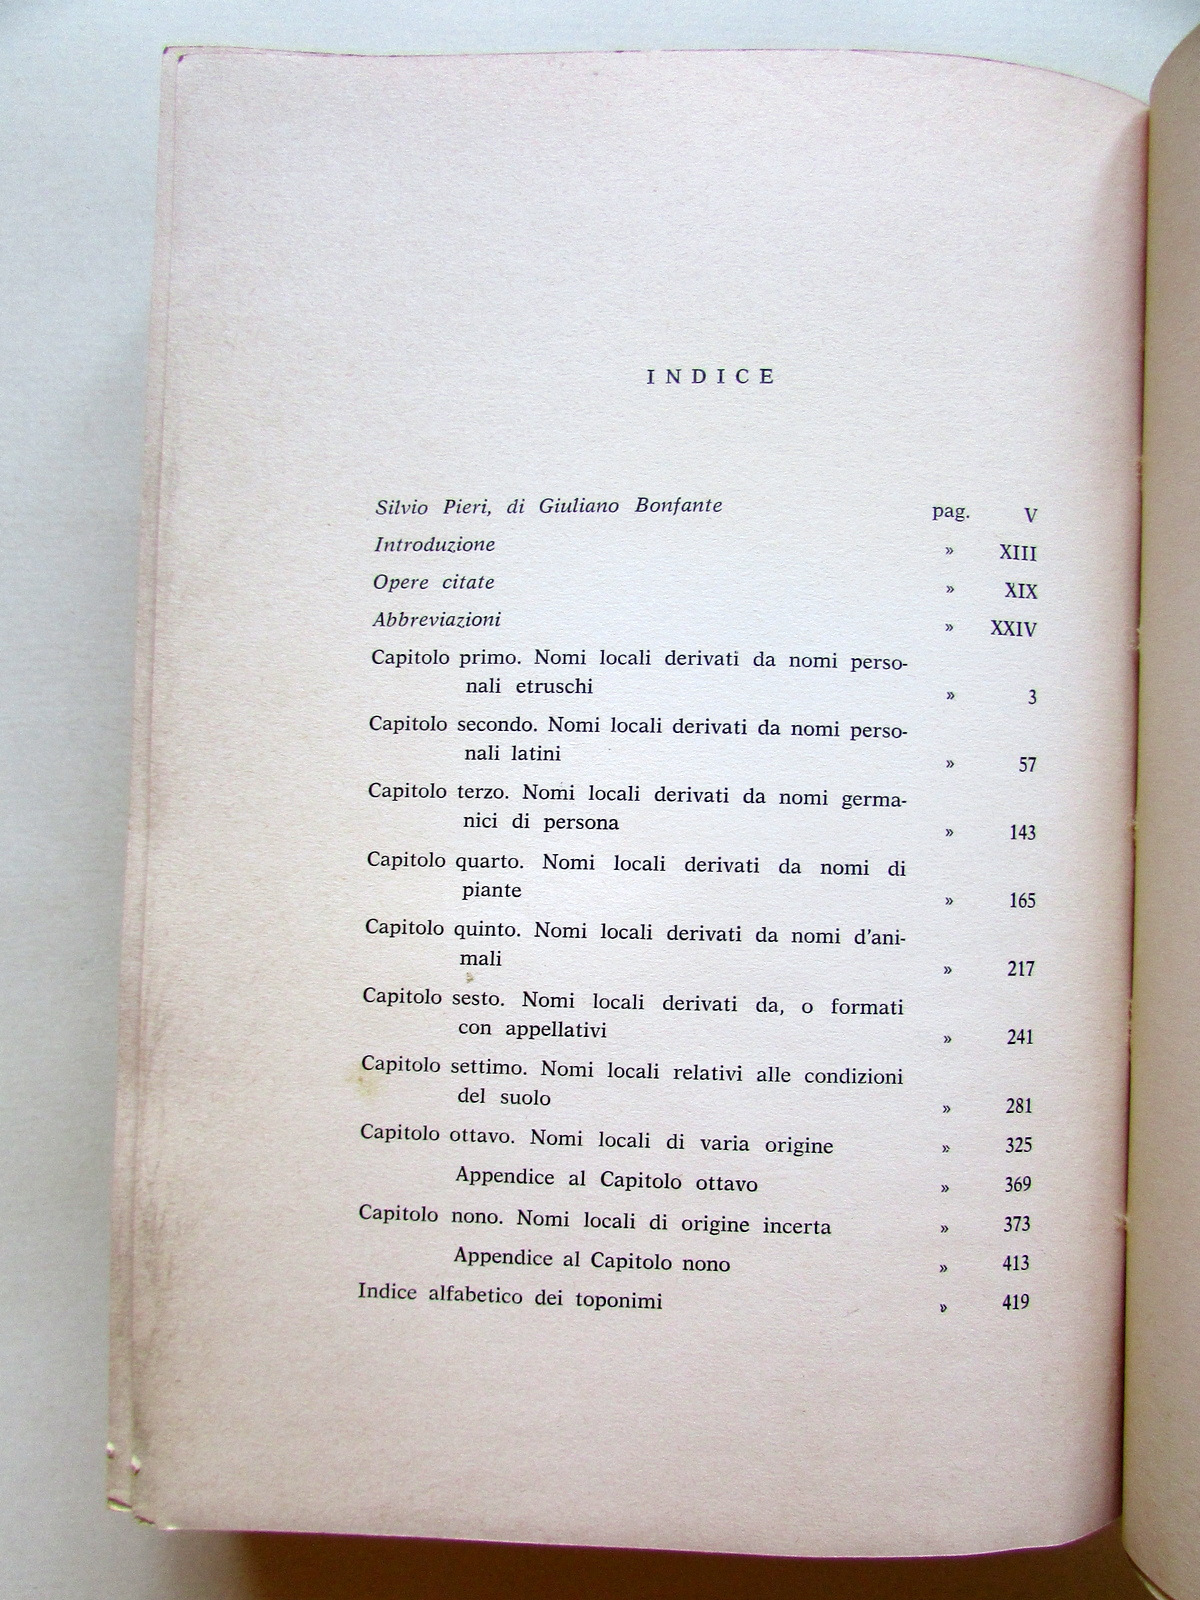 INDICE
Silvio Pieri, di Giuliano Bonfante pag. V
Introduzione » XIII
Opere citate » XIX
Abbreviazioni » XXIV
Capitolo primo. Nomi locali derivati da nomi perso-
nali etruschi » 3
Capitolo secondo. Nomi locali derivati da nomi perso-
nali latini » 57
Capitolo terzo. Nomi locali derivati da nomi germa-
nici di persona » 143
Capitolo quarto. Nomi locali derivati da nomi di
piante » 165
Capitolo quinto. Nomi locali derivati da nomi d'ani-
mali » 217
Capitolo sesto. Nomi locali derivati da, o formati
con appellativi » 241
Capitolo settimo. Nomi locali relativi alle condizioni
del suolo » 281
Capitolo ottavo. Nomi locali di varia origine » 325
Appendice al Capitolo ottavo » 369
Capitolo nono. Nomi locali di origine incerta » 373
Appendice al Capitolo nono » 413
Indice alfabetico dei toponimi » 419